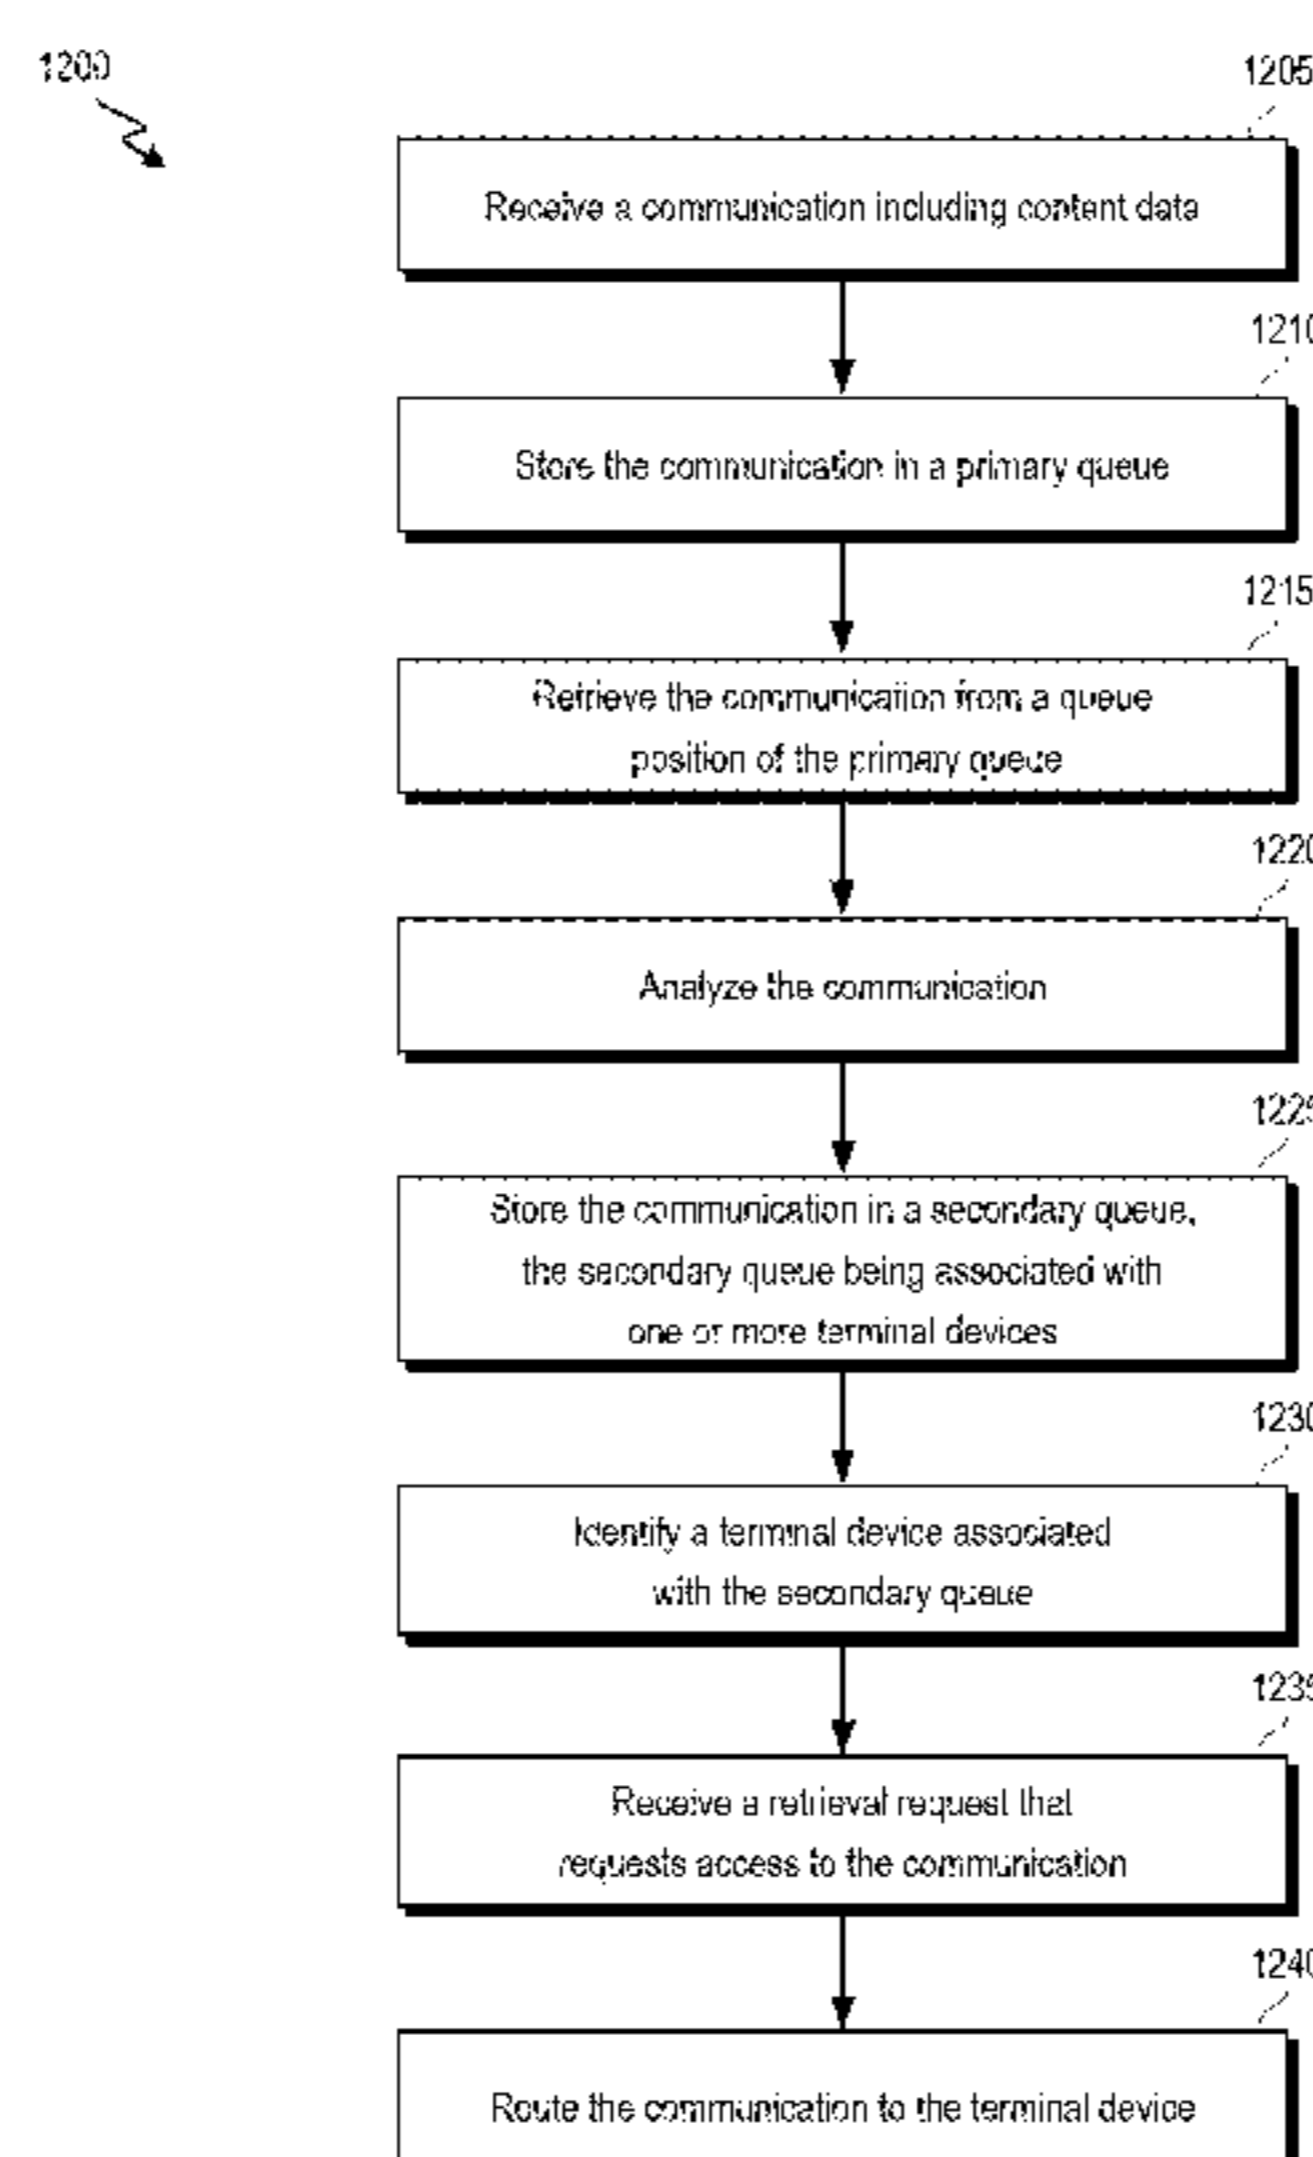 1200
1205
Receive a communication including content data
1210
Store the communication in a primary queue
1215
Retrieve the communication from a queue
position of the primary queue
1220
Analyze the communication
1225
Store the communication in a secondary queue,
the secondary queue being associated with
one or more terminal devices
1230
Identify a terminal device associated
with the secondary queue
1235
Receive a retrieval request that
requests access to the communication
1240
Route the communication to the terminal device